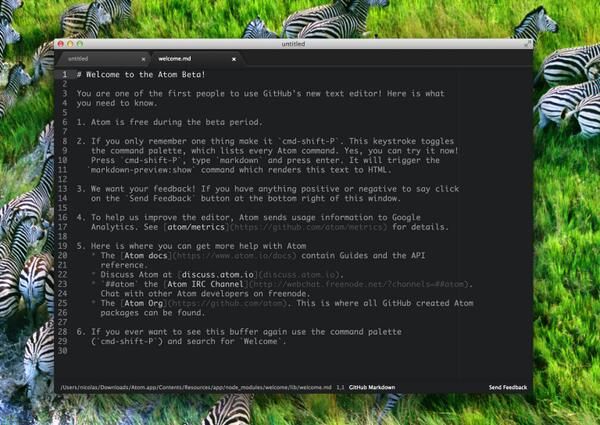 untitled
untitled x welcome.md x
1 # Welcome to the Atom Beta!
2
3 You are one of the first people to use GitHub's new text editor! Here is what
4 you need to know.
5
6 1. Atom is free during the beta period.
7
8 2. If you only remember one thing make it `cmd-shift-P`. This keystroke toggles
9 the command palette, which lists every Atom command. Yes, you can try it now!
10 Press `cmd-shift-P`, type `markdown` and press enter. It will trigger the
11 `markdown-preview:show` command which renders this text to HTML.
12
13 3. We want your feedback! If you have anything positive or negative to say click
14 on the `Send Feedback` button at the bottom right of this window.
15
16 4. To help us improve the editor, Atom sends usage information to Google
17 Analytics. See [atom/metrics](https://github.com/atom/metrics) for details.
18
19 5. Here is where you can get more help with Atom
20 * The [Atom docs](https://www.atom.io/docs) contain Guides and the API
21 reference.
22 * Discuss Atom at [discuss.atom.io](discuss.atom.io).
23 * `##atom` the [Atom IRC Channel](http://webchat.freenode.net/?channels=##atom).
24 Chat with other Atom developers on freenode.
25 * The [Atom Org](https://github.com/atom). This is where all GitHub created Atom
26 packages can be found.
27
28 6. If you ever want to see this buffer again use the command palette
29 (`cmd-shift-P`) and search for `Welcome`.
30
/Users/nicolas/Downloads/Atom.app/Contents/Resources/app/node_modules/welcome/lib/welcome.md 1,1 GitHub Markdown Send Feedback